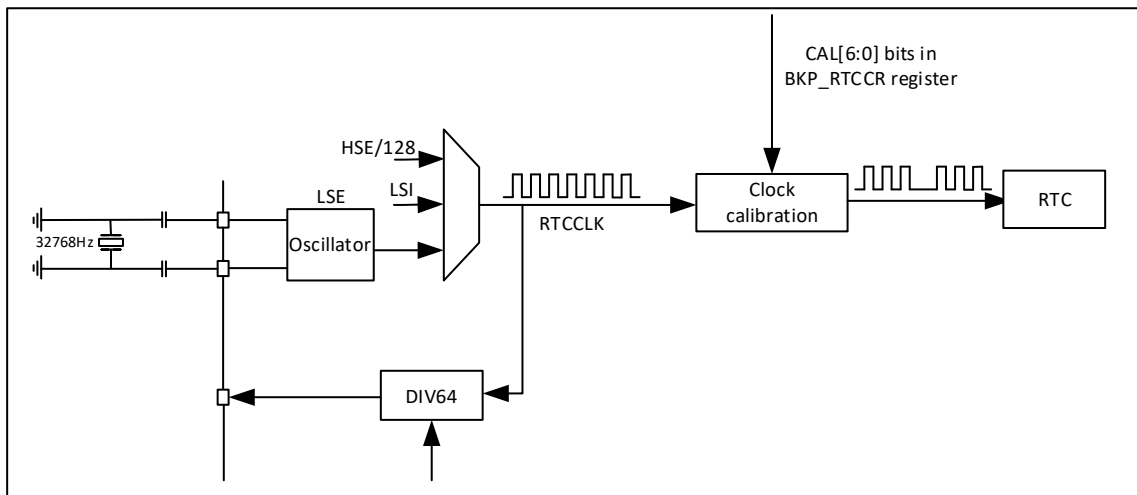 CAL[6:0] bits in
BKP_RTCCR register
HSE/128
LSI
LSE
32768Hz
Oscillator
RTCCLK
Clock
calibration
RTC
DIV64